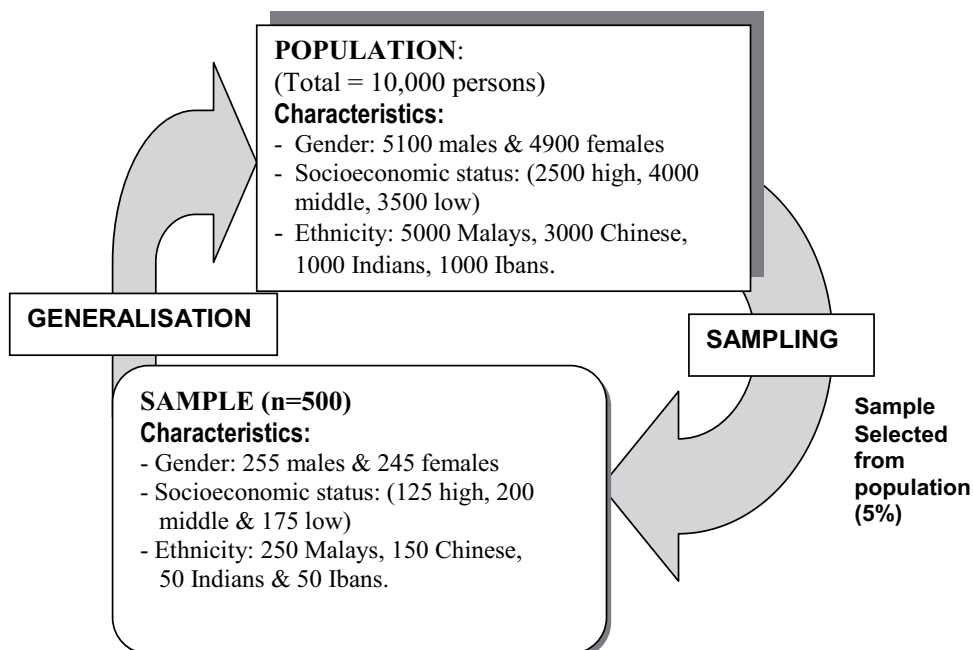 POPULATION:
(Total = 10,000 persons)
Characteristics:
- Gender: 5100 males & 4900 females
- Socioeconomic status: (2500 high, 4000
middle, 3500 low)
- Ethnicity: 5000 Malays, 3000 Chinese,
1000 Indians, 1000 Ibans.
GENERALISATION
SAMPLING
SAMPLE (n=500)
Characteristics:
- Gender: 255 males & 245 females
- Socioeconomic status: (125 high, 200
middle & 175 low)
- Ethnicity: 250 Malays, 150 Chinese,
50 Indians & 50 Ibans.
Sample
Selected
from
population
(5%)